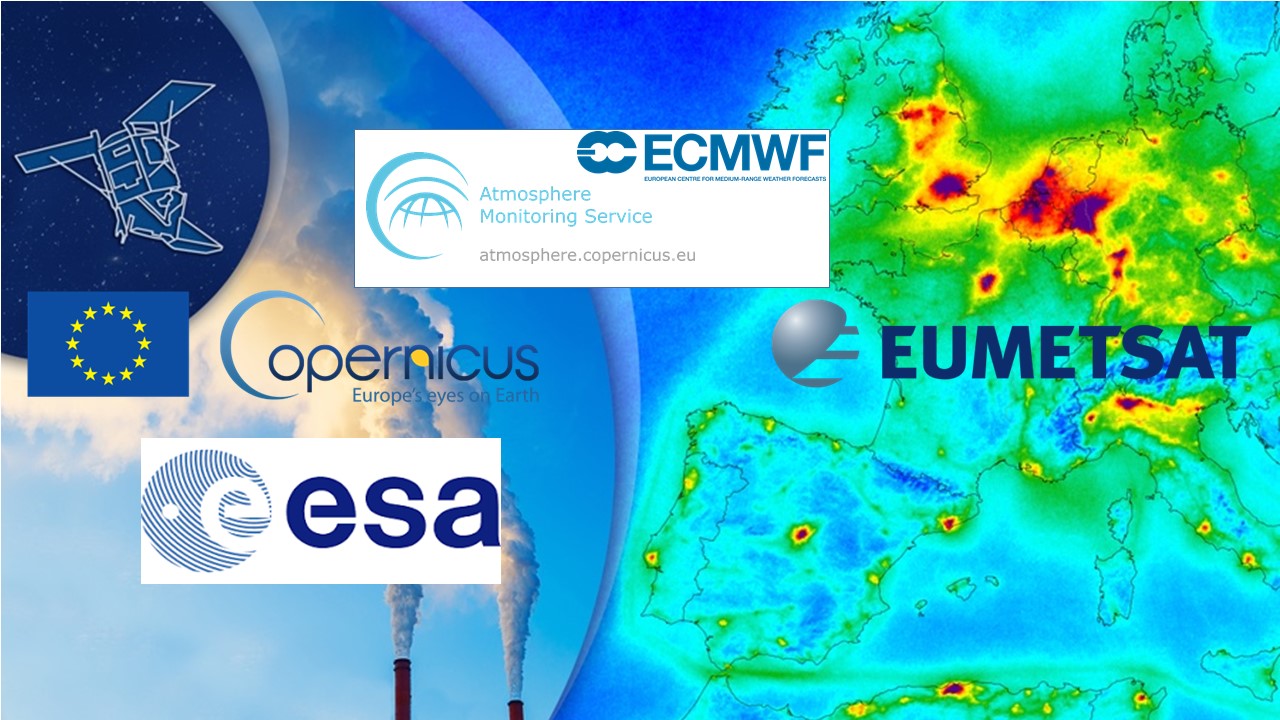 ECMWF
EUROPEAN CENTRE FOR MEDIUM-RANGE WEATHER FORECASTS
Atmosphere
Monitoring Service
atmosphere.copernicus.eu
opernicus
Europe's eyes on Earth
EUMETSAT
esa